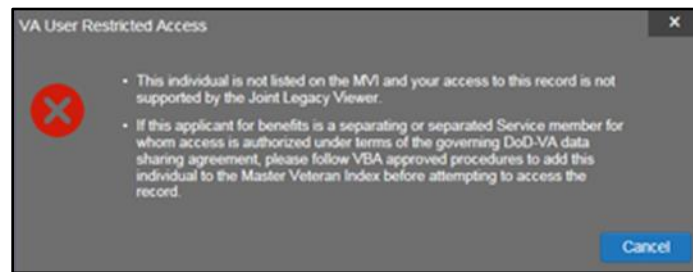 VA User Restricted Access
• This individual is not listed on the MVI and your access to this record is not
supported by the Joint Legacy Viewer.
• If this applicant for benefits is a separating or separated Service member for
whom access is authorized under terms of the governing DoD-VA data
sharing agreement, please follow VBA approved procedures to add this
individual to the Master Veteran Index before attempting to access the
record.
Cancel